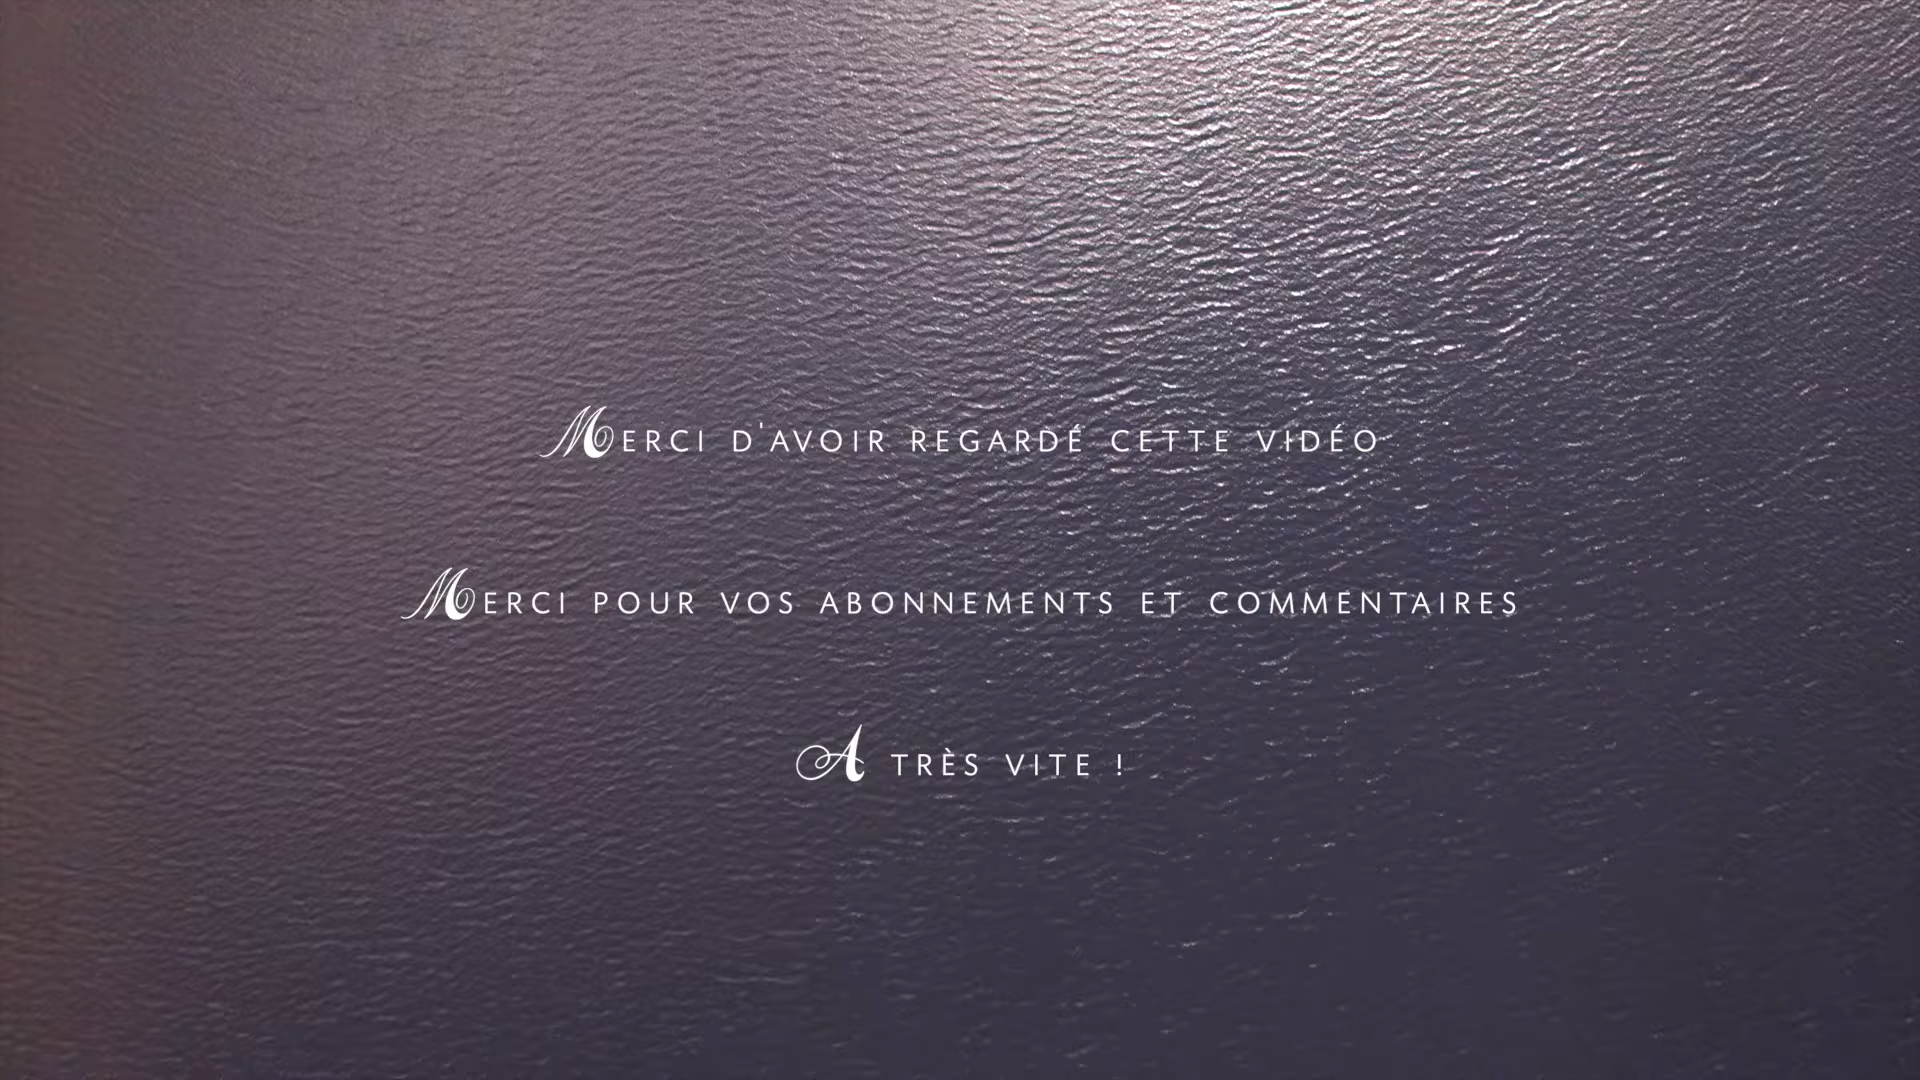 Merci d'avoir regardé cette vidéo
Merci pour vos abonnements et commentaires
A très vite !